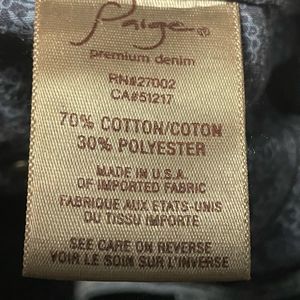 Paige®
premium denim
RN#27002
CA#51217
70% COTTON/COTON
30% POLYESTER
MADE IN U.S.A.
OF IMPORTED FABRIC
FABRIQUE AUX ETATS-UNIS
OU TISSU IMPORTE
SEE CARE ON REVERSE
VOIR LE SOIN SUR L'INVERSE